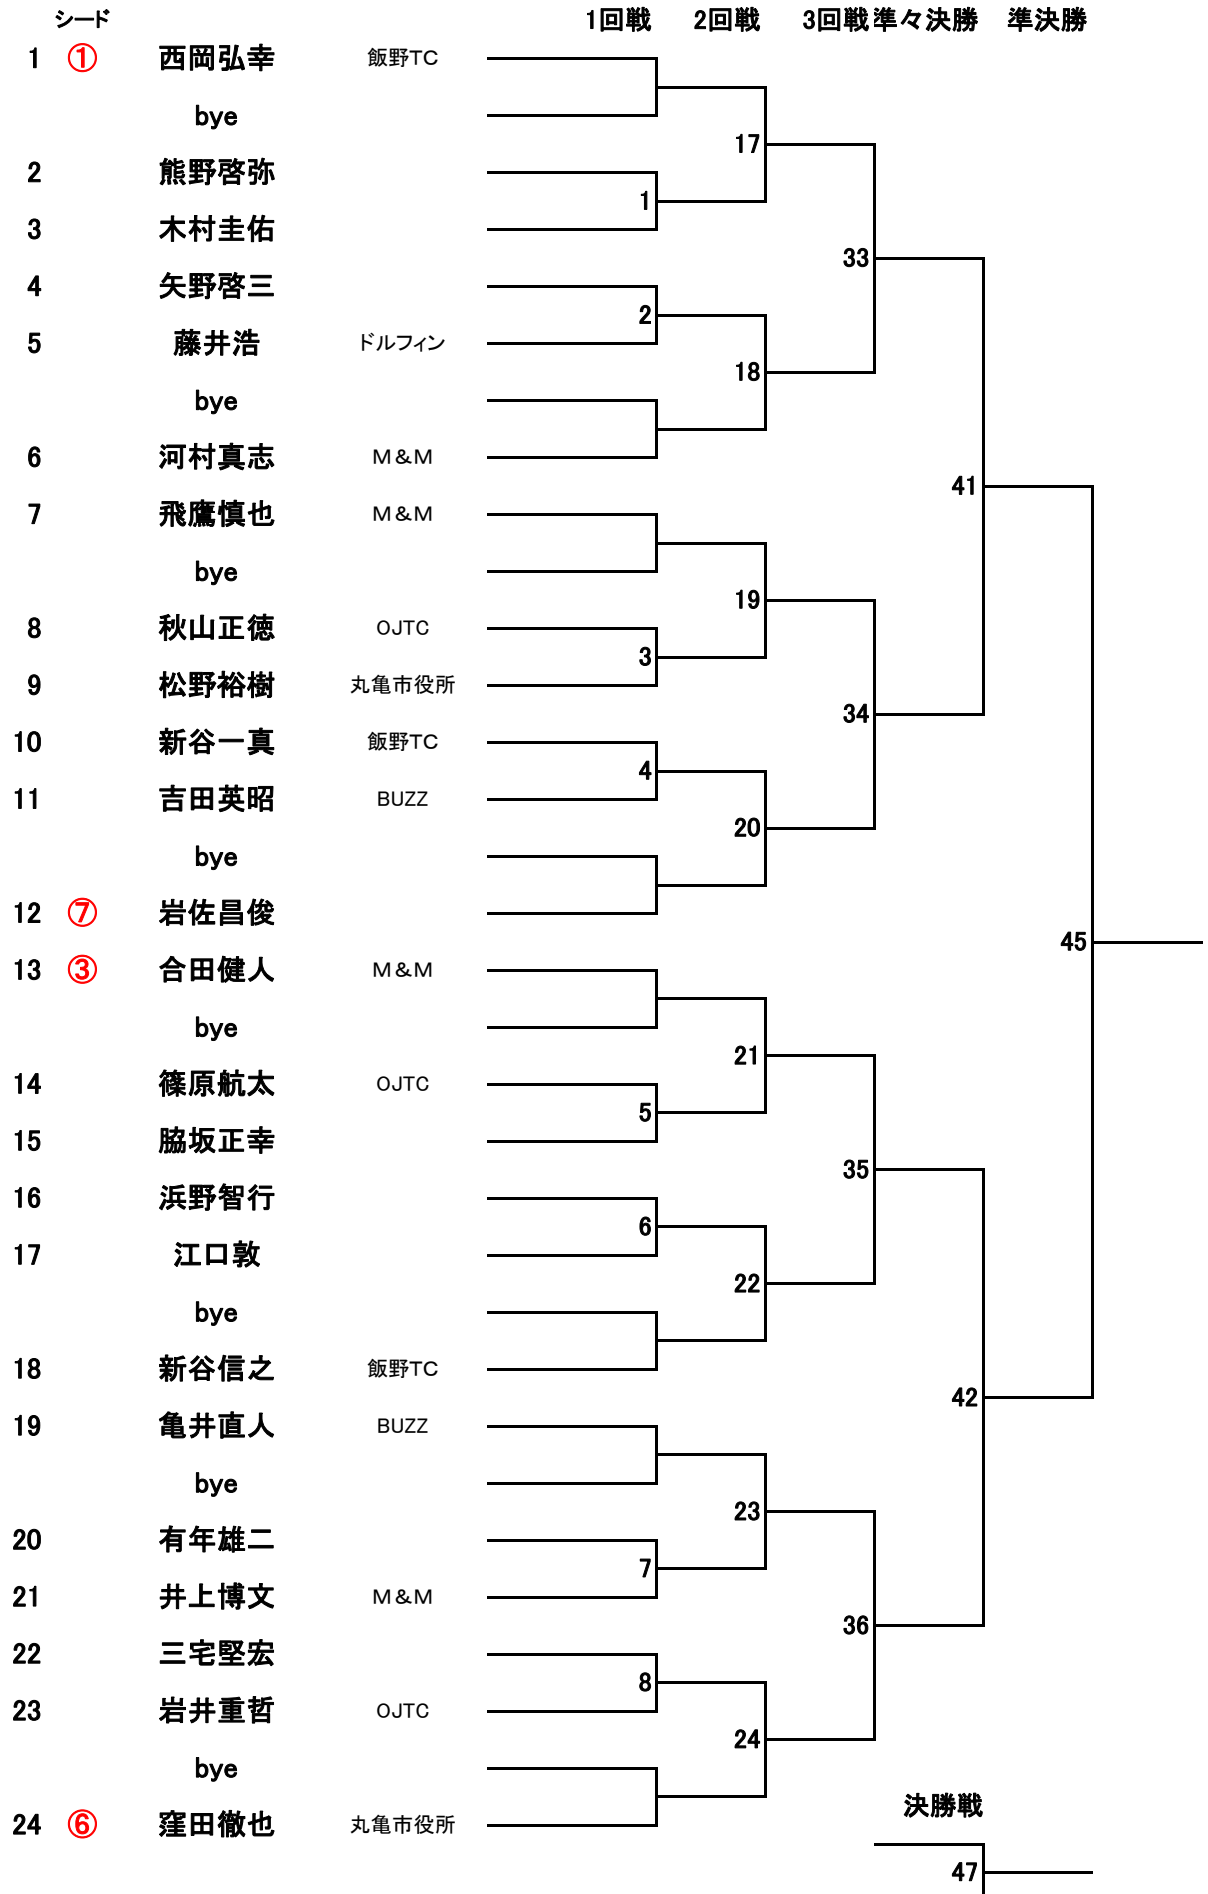 シード 1回戦 2回戦 3回戦 準々決勝 準決勝
1 ① 西岡弘幸 飯野TC
bye
17
2 熊野啓弥
1
3 木村圭佑
33
4 矢野啓三
2
5 藤井浩 ドルフィン
18
bye
6 河村真志 M&M
41
7 飛鷹慎也 M&M
bye
19
8 秋山正徳 OJTC
3
9 松野裕樹 丸亀市役所
34
10 新谷一真 飯野TC
4
11 吉田英昭 BUZZ
20
bye
12 ⑦ 岩佐昌俊
45
13 ③ 合田健人 M&M
bye
21
14 篠原航太 OJTC
5
15 脇坂正幸
35
16 浜野智行
6
17 江口敦
22
bye
18 新谷信之 飯野TC
42
19 亀井直人 BUZZ
bye
23
20 有年雄二
7
21 井上博文 M&M
36
22 三宅堅宏
8
23 岩井重哲 OJTC
24
bye
決勝戦
24 ⑥ 窪田徹也 丸亀市役所
47